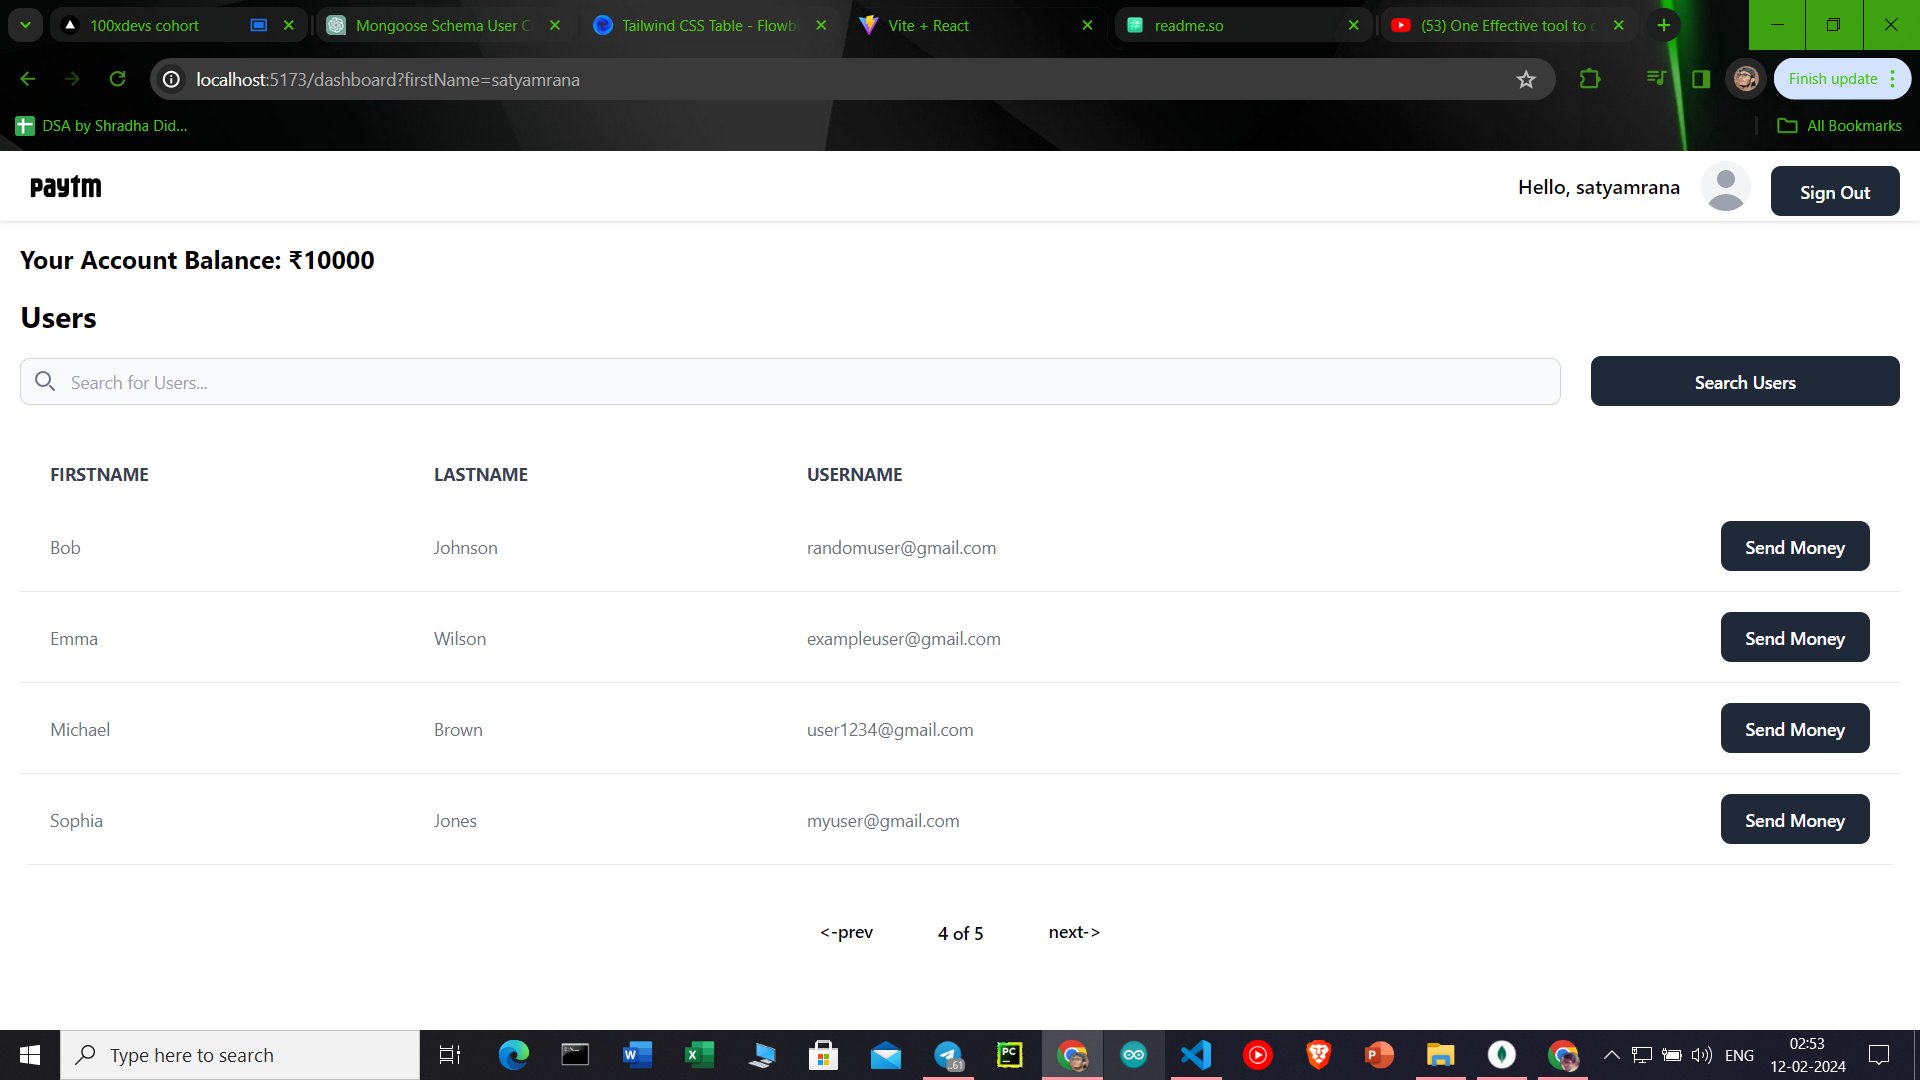 100xdevs cohort
Mongoose Schema User C
Tailwind CSS Table - Flowb
Vite + React
readme.so
(53) One Effective tool to c
localhost:5173/dashboard?firstName=satyamrana
Finish update
DSA by Shradha Did...
All Bookmarks
paytm
Hello, satyamrana
Sign Out
Your Account Balance: ₹10000
Users
Search for Users...
Search Users
FIRSTNAME LASTNAME USERNAME
Bob Johnson randomuser@gmail.com Send Money
Emma Wilson exampleuser@gmail.com Send Money
Michael Brown user1234@gmail.com Send Money
Sophia Jones myuser@gmail.com Send Money
<-prev 4 of 5 next->
Type here to search
61
PC
ENG
02:53
12-02-2024